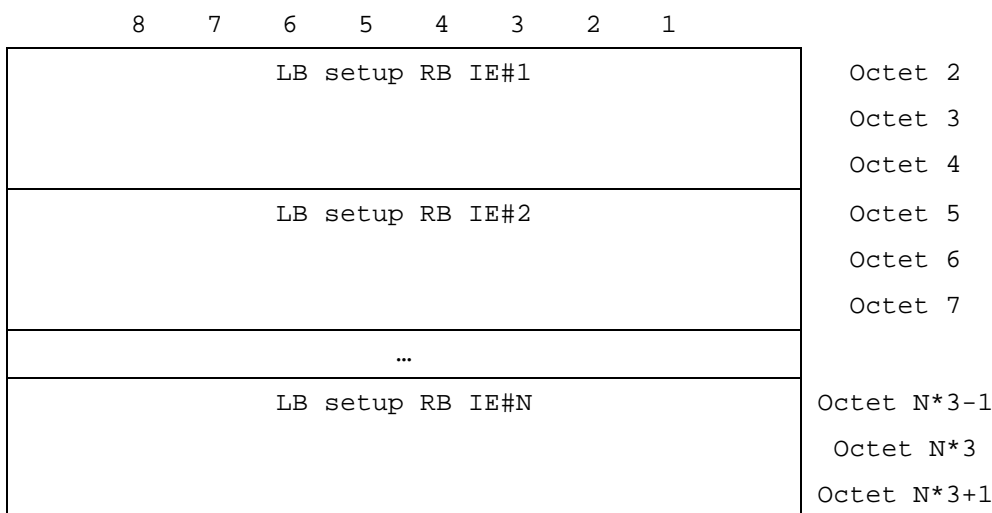 8 7 6 5 4 3 2 1
LB setup RB IE#1 Octet 2
Octet 3
Octet 4
LB setup RB IE#2 Octet 5
Octet 6
Octet 7
…
LB setup RB IE#N Octet N*3-1
Octet N*3
Octet N*3+1